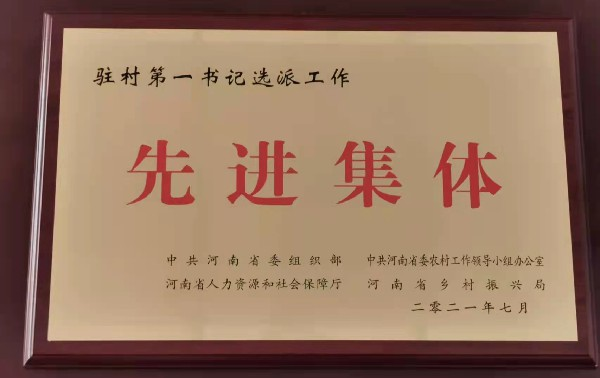 驻村第一书记选派工作
先进集体
中共河南省委组织部 中共河南省委农村工作领导小组办公室
河南省人力资源和社会保障厅 河南省乡村振兴局
二零二一年七月